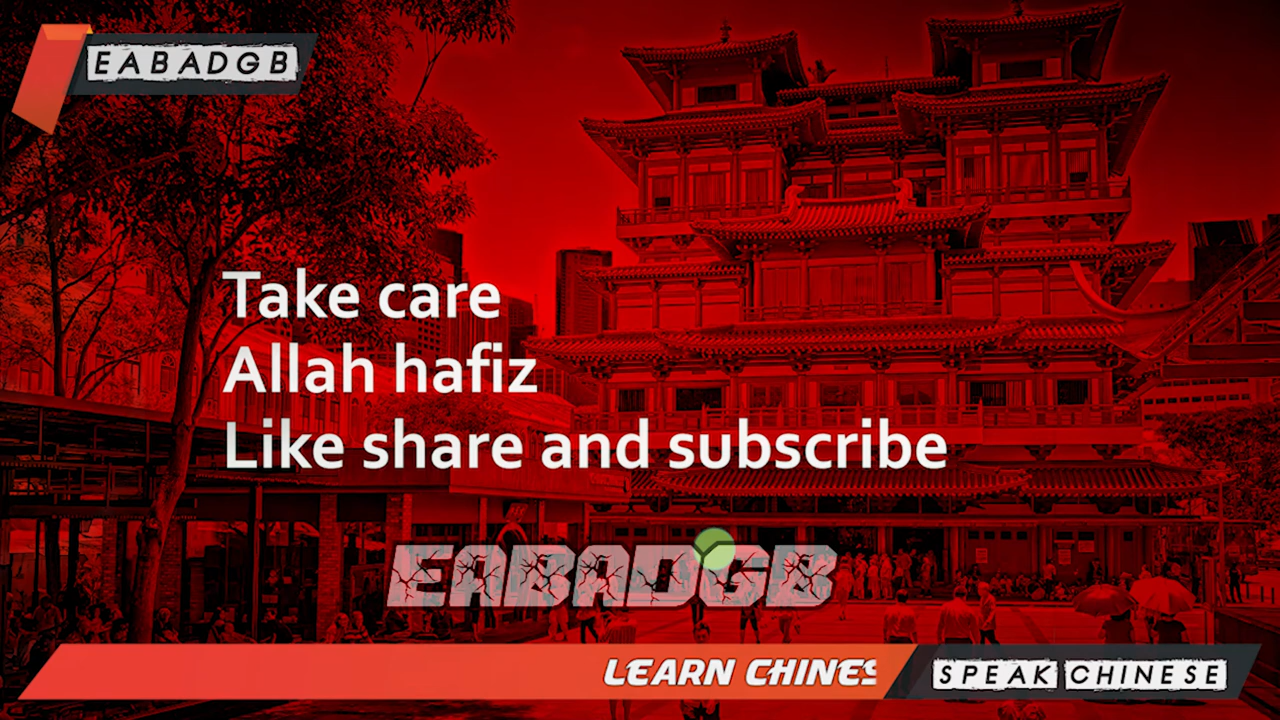 EABADGB
Take care
Allah hafiz
Like share and subscribe
EABADGB
LEARN CHINES
SPEAK CHINESE